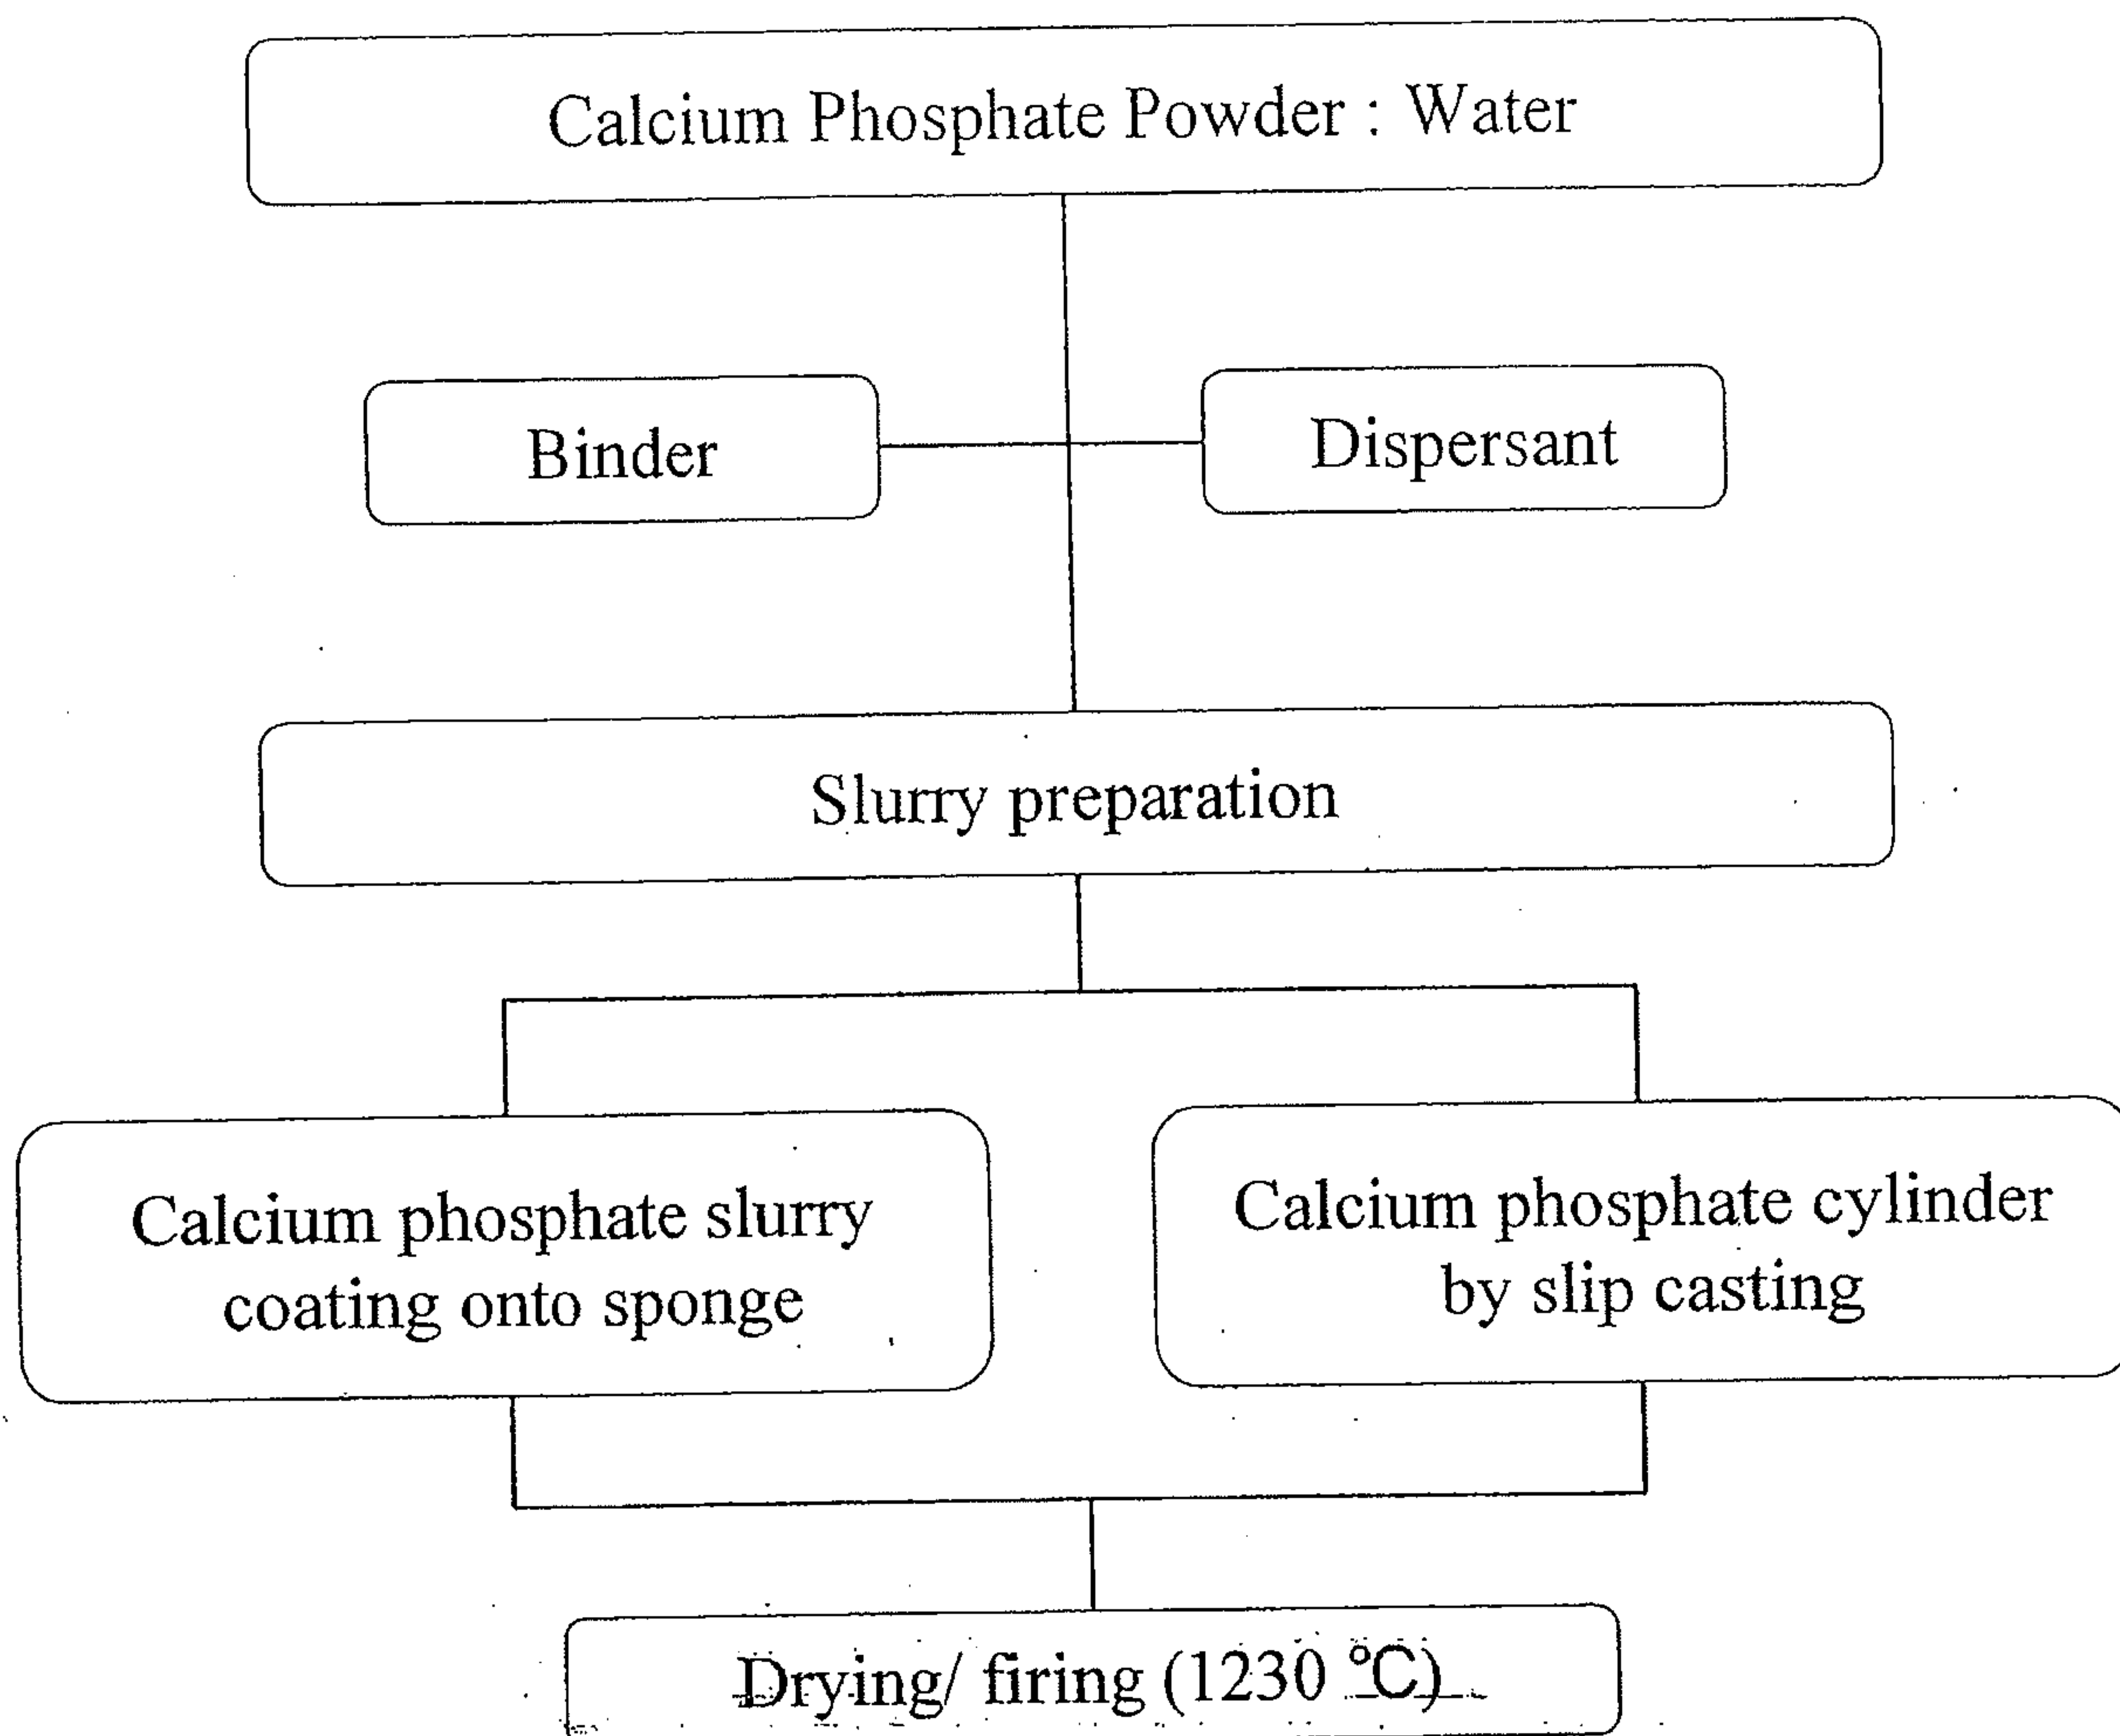 Calcium Phosphate Powder : Water
Binder
Dispersant
Slurry preparation
Calcium phosphate slurry
coating onto sponge
Calcium phosphate cylinder
by slip casting
Drying/ firing (1230 °C)